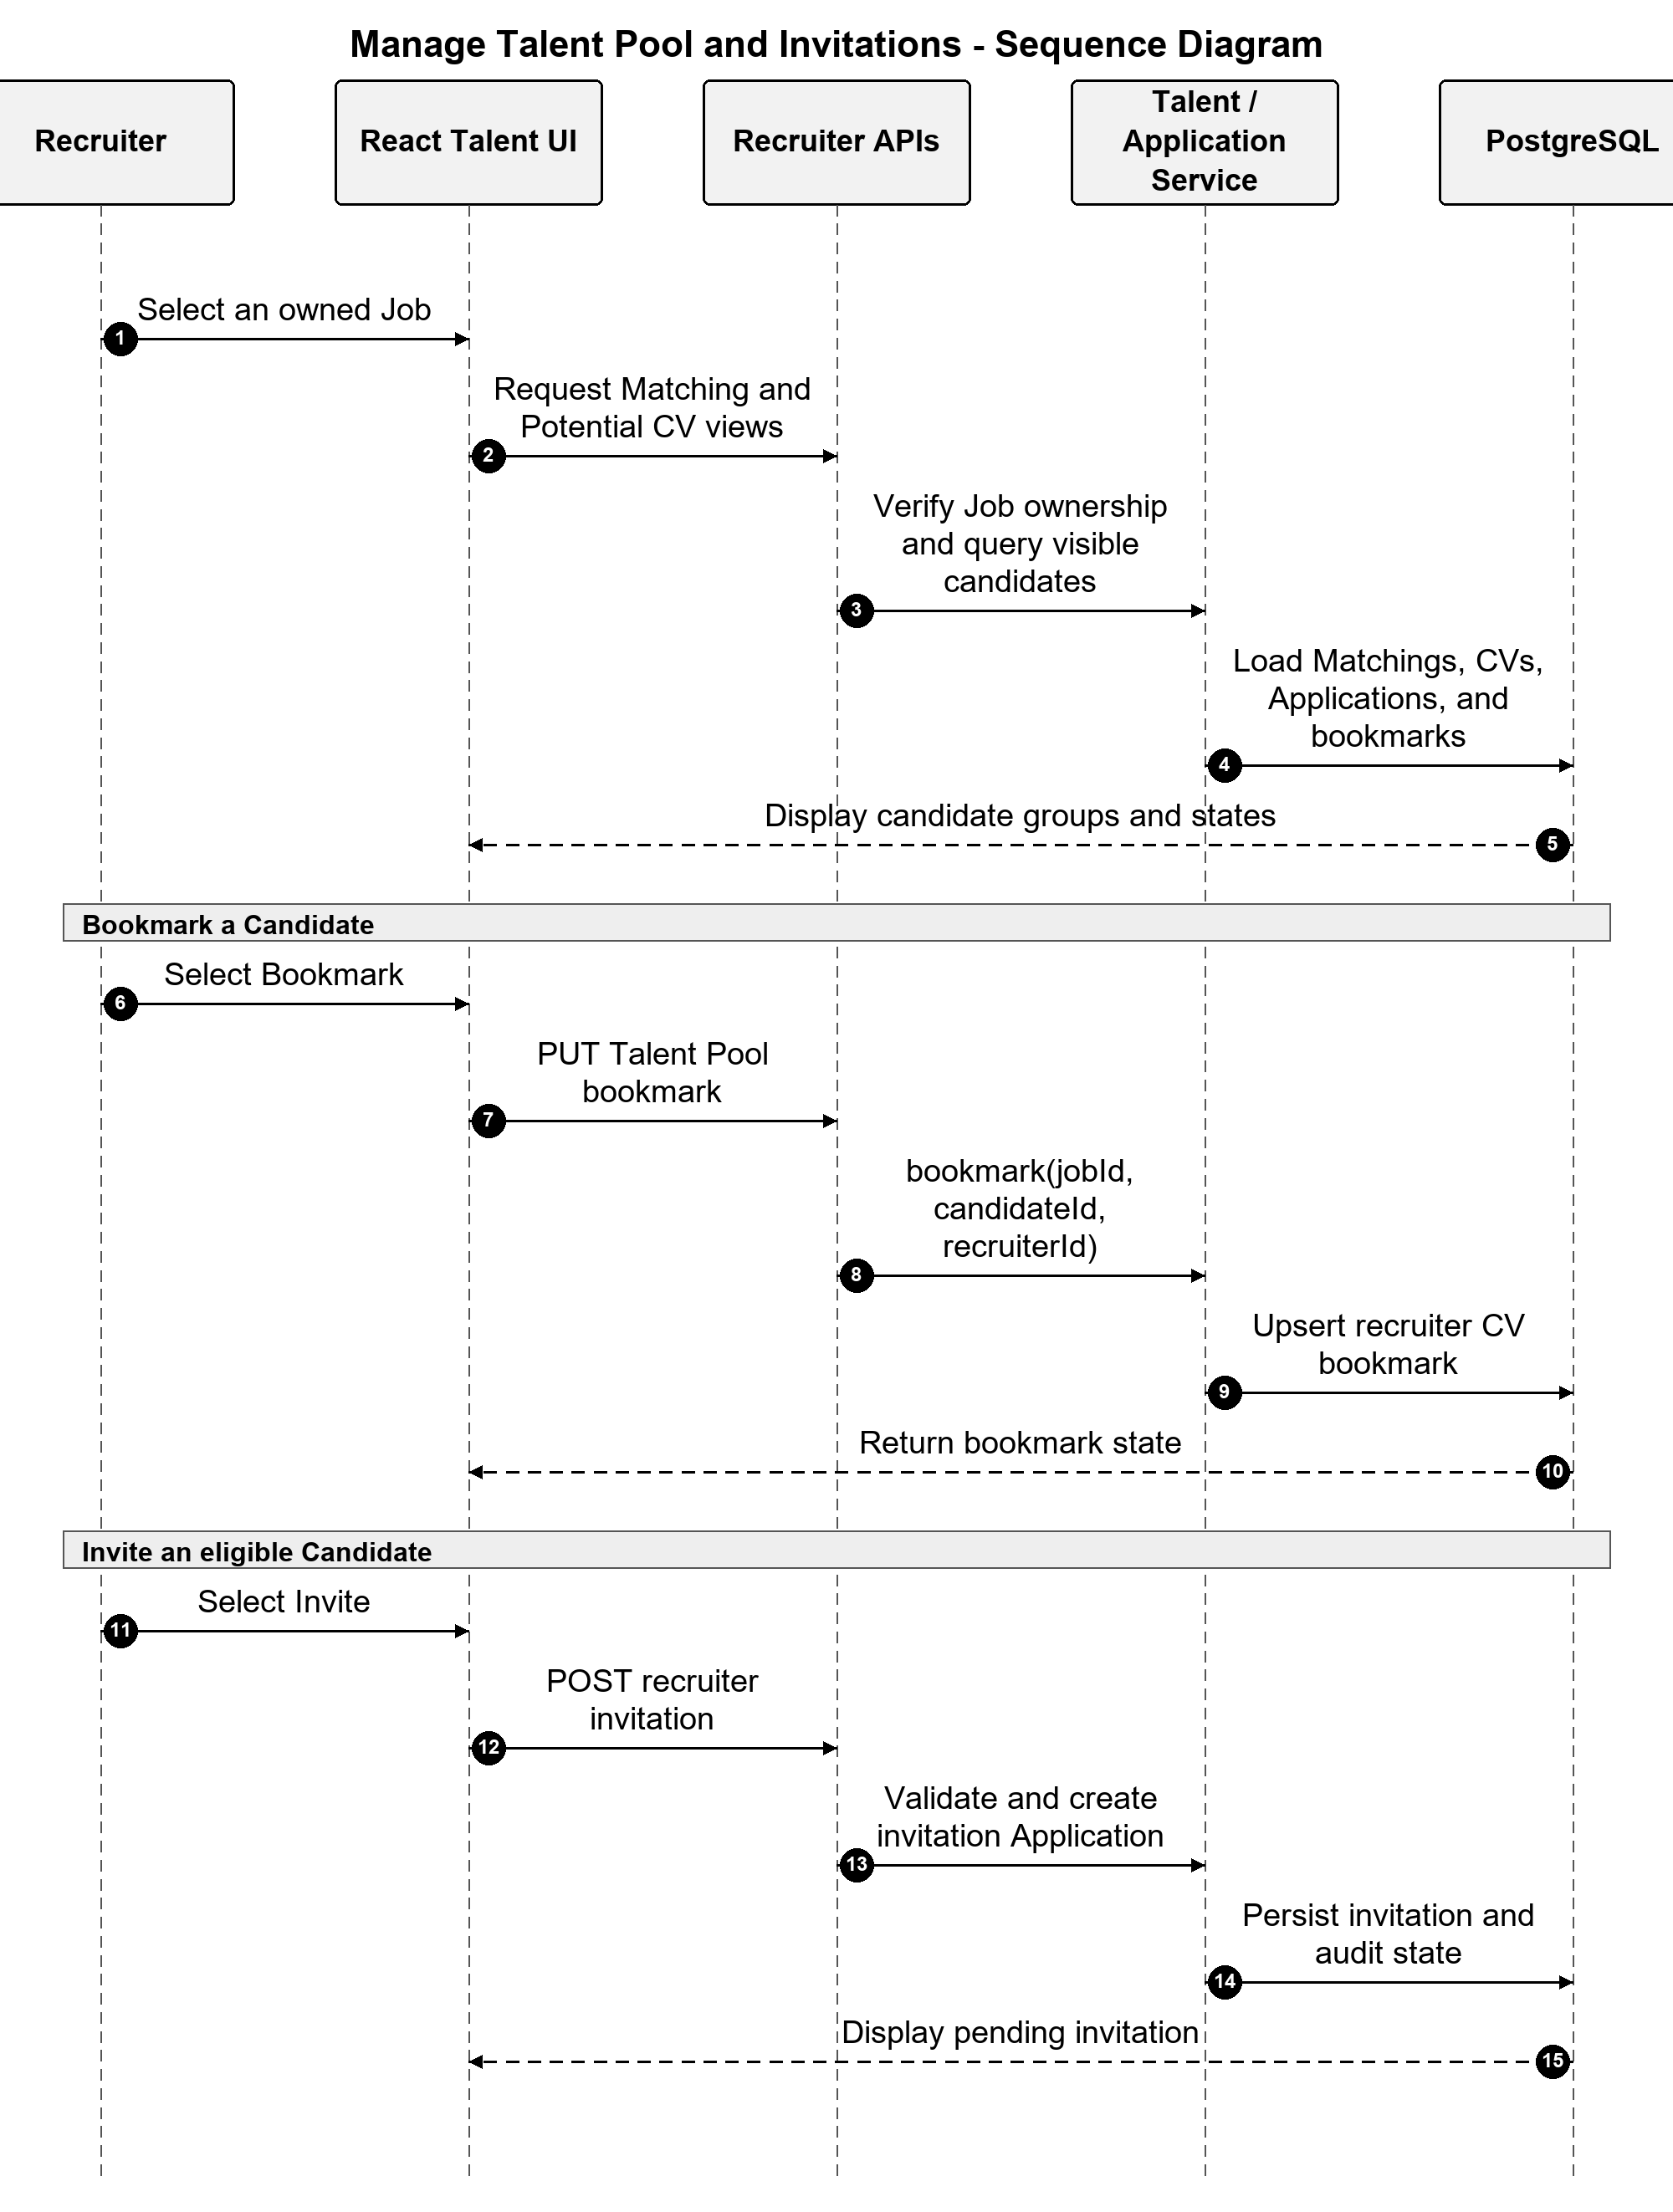 Manage Talent Pool and Invitations - Sequence Diagram
Recruiter
React Talent UI
Recruiter APIs
Talent /
Application
Service
PostgreSQL
Select an owned Job
1
Request Matching and
Potential CV views
2
Verify Job ownership
and query visible
candidates
3
Load Matchings, CVs,
Applications, and
bookmarks
4
Display candidate groups and states
5
Bookmark a Candidate
Select Bookmark
6
PUT Talent Pool
bookmark
7
bookmark(jobId,
candidateId,
recruiterId)
8
Upsert recruiter CV
bookmark
9
Return bookmark state
10
Invite an eligible Candidate
Select Invite
11
POST recruiter
invitation
12
Validate and create
invitation Application
13
Persist invitation and
audit state
14
Display pending invitation
15